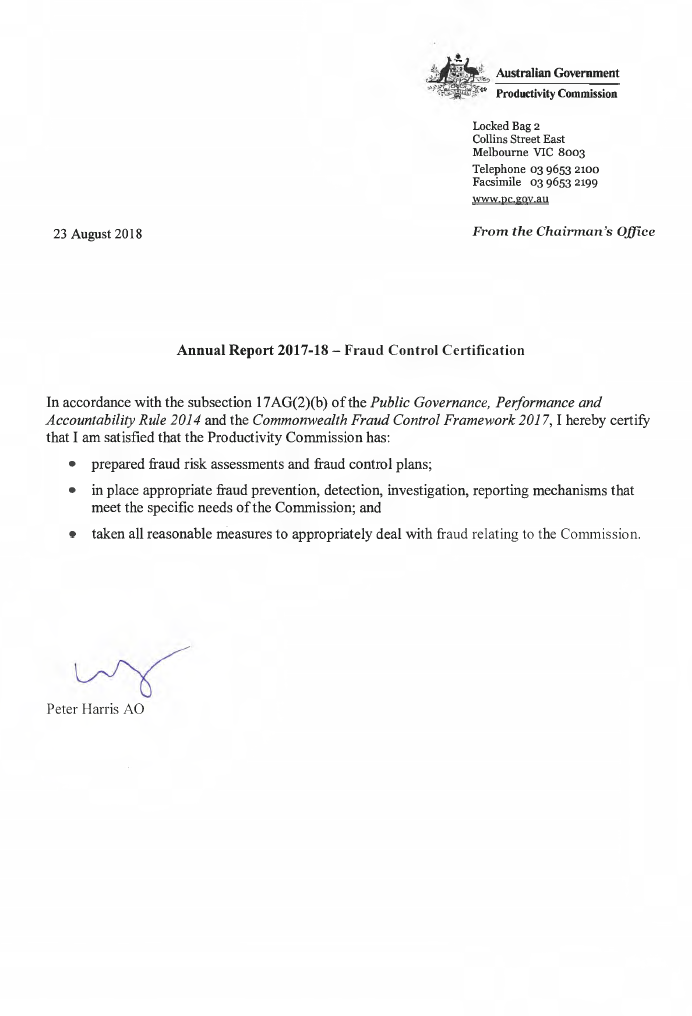 Australian Government
Productivity Commission
Locked Bag 2
Collins Street East
Melbourne VIC 8003
Telephone 03 9653 2100
Facsimile 03 9653 2199
www.pc.gov.au
23 August 2018
From the Chairman's Office
Annual Report 2017-18 – Fraud Control Certification
In accordance with the subsection 17AG(2)(b) of the Public Governance, Performance and
Accountability Rule 2014 and the Commonwealth Fraud Control Framework 2017, I hereby certify
that I am satisfied that the Productivity Commission has:
• prepared fraud risk assessments and fraud control plans;
• in place appropriate fraud prevention, detection, investigation, reporting mechanisms that
meet the specific needs of the Commission; and
• taken all reasonable measures to appropriately deal with fraud relating to the Commission.
Peter Harris AO